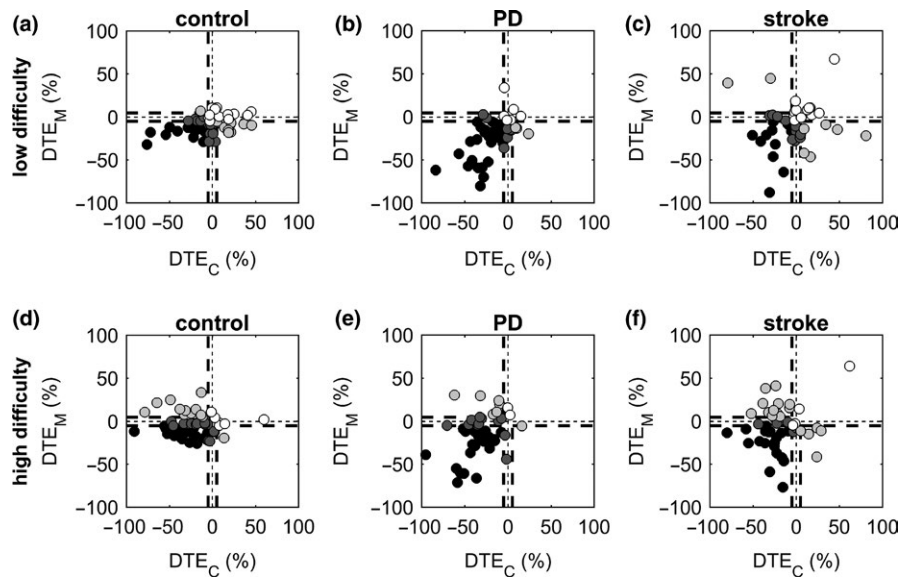 (a) control
(b) PD
(c) stroke
low difficulty
DTE_M (%)
100
50
0
−50
−100
−100 −50 0 50 100
DTE_C (%)
DTE_M (%)
100
50
0
−50
−100
−100 −50 0 50 100
DTE_C (%)
DTE_M (%)
100
50
0
−50
−100
−100 −50 0 50 100
DTE_C (%)
(d) control
(e) PD
(f) stroke
high difficulty
DTE_M (%)
100
50
0
−50
−100
−100 −50 0 50 100
DTE_C (%)
DTE_M (%)
100
50
0
−50
−100
−100 −50 0 50 100
DTE_C (%)
DTE_M (%)
100
50
0
−50
−100
−100 −50 0 50 100
DTE_C (%)